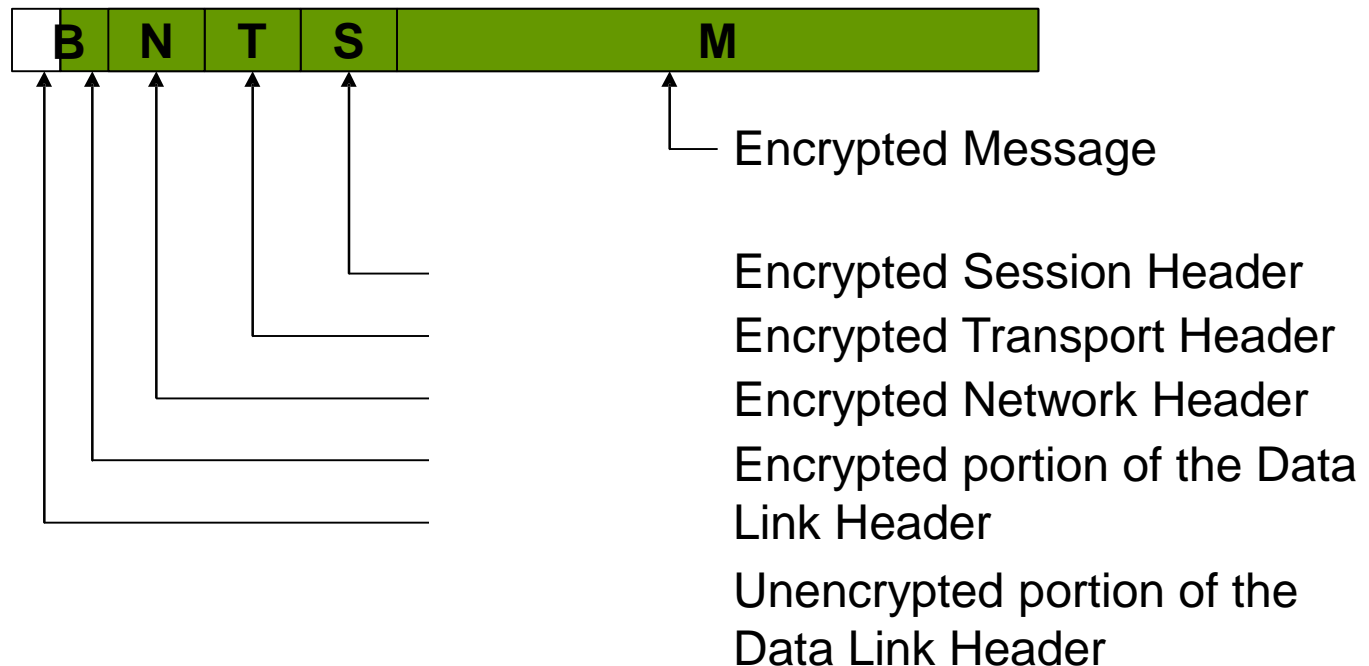 B N T S M
Encrypted Message
Encrypted Session Header
Encrypted Transport Header
Encrypted Network Header
Encrypted portion of the Data
Link Header
Unencrypted portion of the
Data Link Header